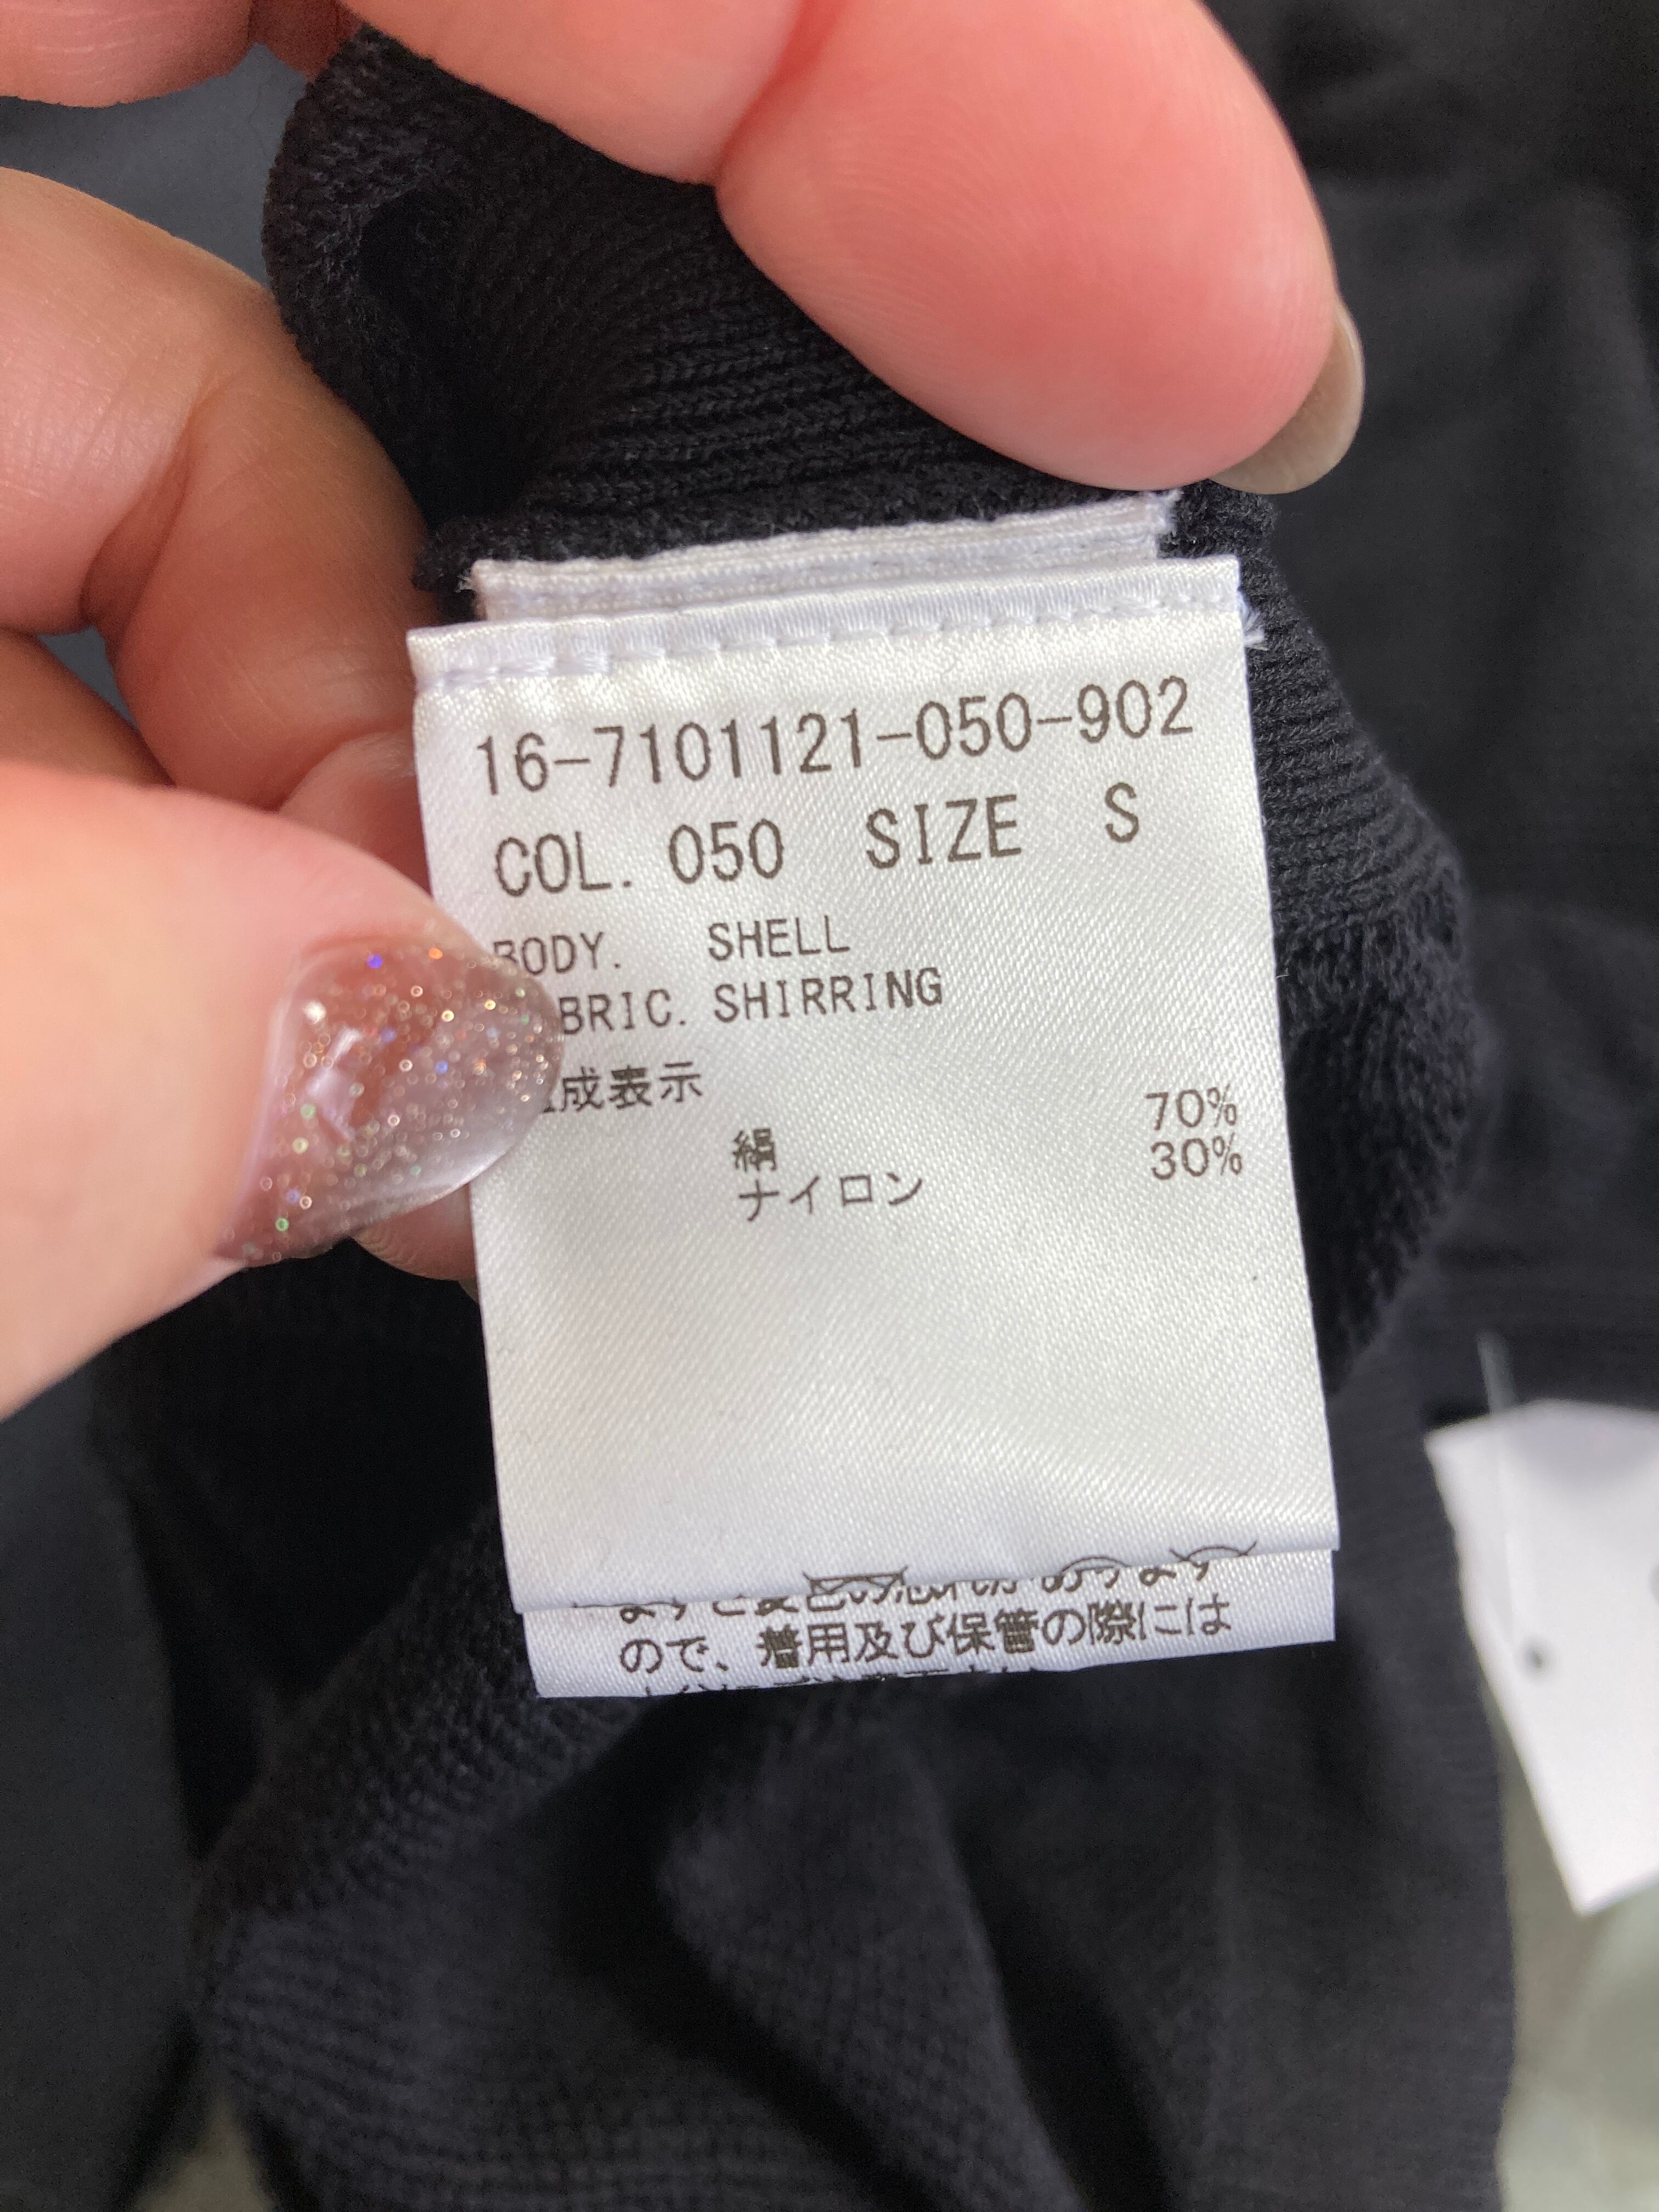 16-7101121-050-902
COL. 050 SIZE S
BODY. SHELL
BRIC. SHIRRING
成表示
絹 70%
ナイロン 30%
ので、着用及び保管の際には